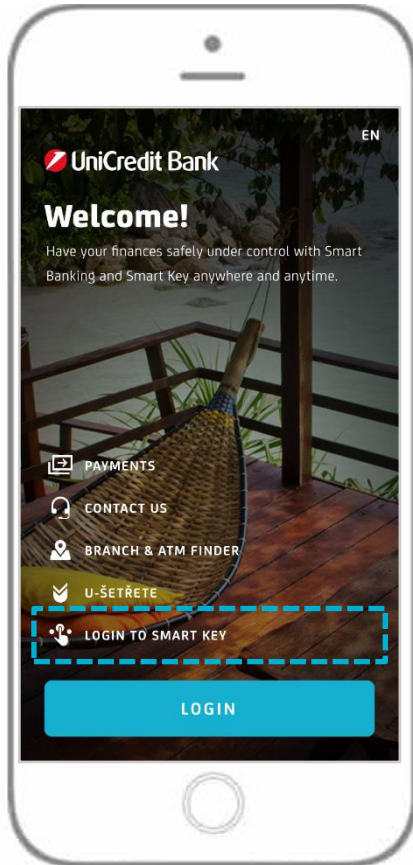 EN
UniCredit Bank
Welcome!
Have your finances safely under control with Smart
Banking and Smart Key anywhere and anytime.
PAYMENTS
CONTACT US
BRANCH & ATM FINDER
U-ŠETŘETE
LOGIN TO SMART KEY
LOGIN